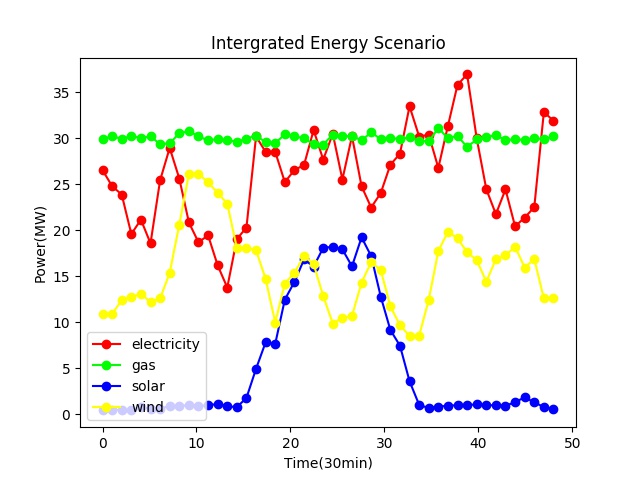 Intergrated Energy Scenario
Power(MW)
35
30
25
20
15
10
5
0
electricity
gas
solar
wind
0 10 20 30 40 50
Time(30min)